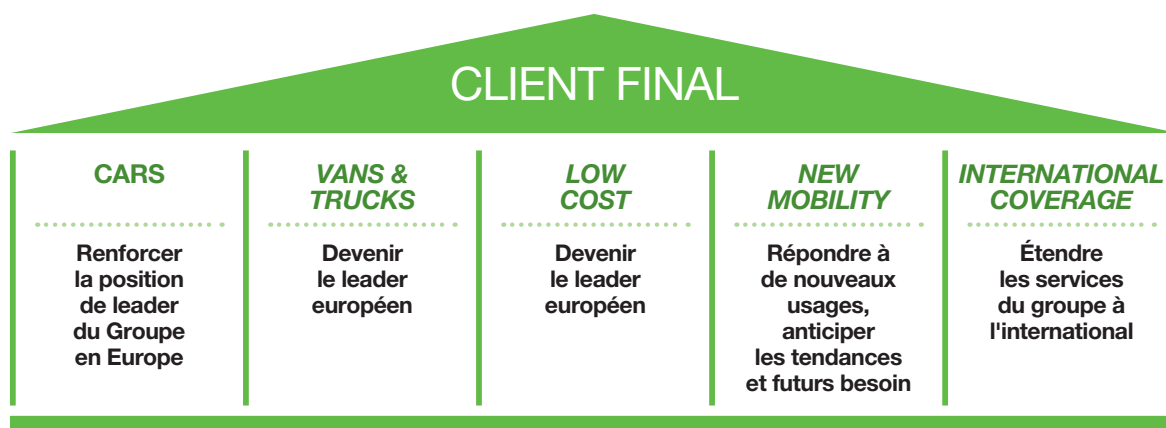 CLIENT FINAL
CARS
Renforcer
la position
de leader
du Groupe
en Europe
VANS &
TRUCKS
Devenir
le leader
européen
LOW
COST
Devenir
le leader
européen
NEW
MOBILITY
Répondre à
de nouveaux
usages,
anticiper
les tendances
et futurs besoin
INTERNATIONAL
COVERAGE
Étendre
les services
du groupe à
l'international